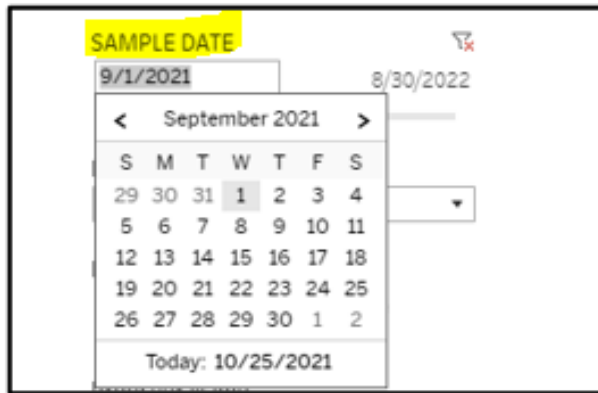 SAMPLE DATE
9/1/2021 8/30/2022
< September 2021 >
S M T W T F S
29 30 31 1 2 3 4
5 6 7 8 9 10 11
12 13 14 15 16 17 18
19 20 21 22 23 24 25
26 27 28 29 30 1 2
Today: 10/25/2021